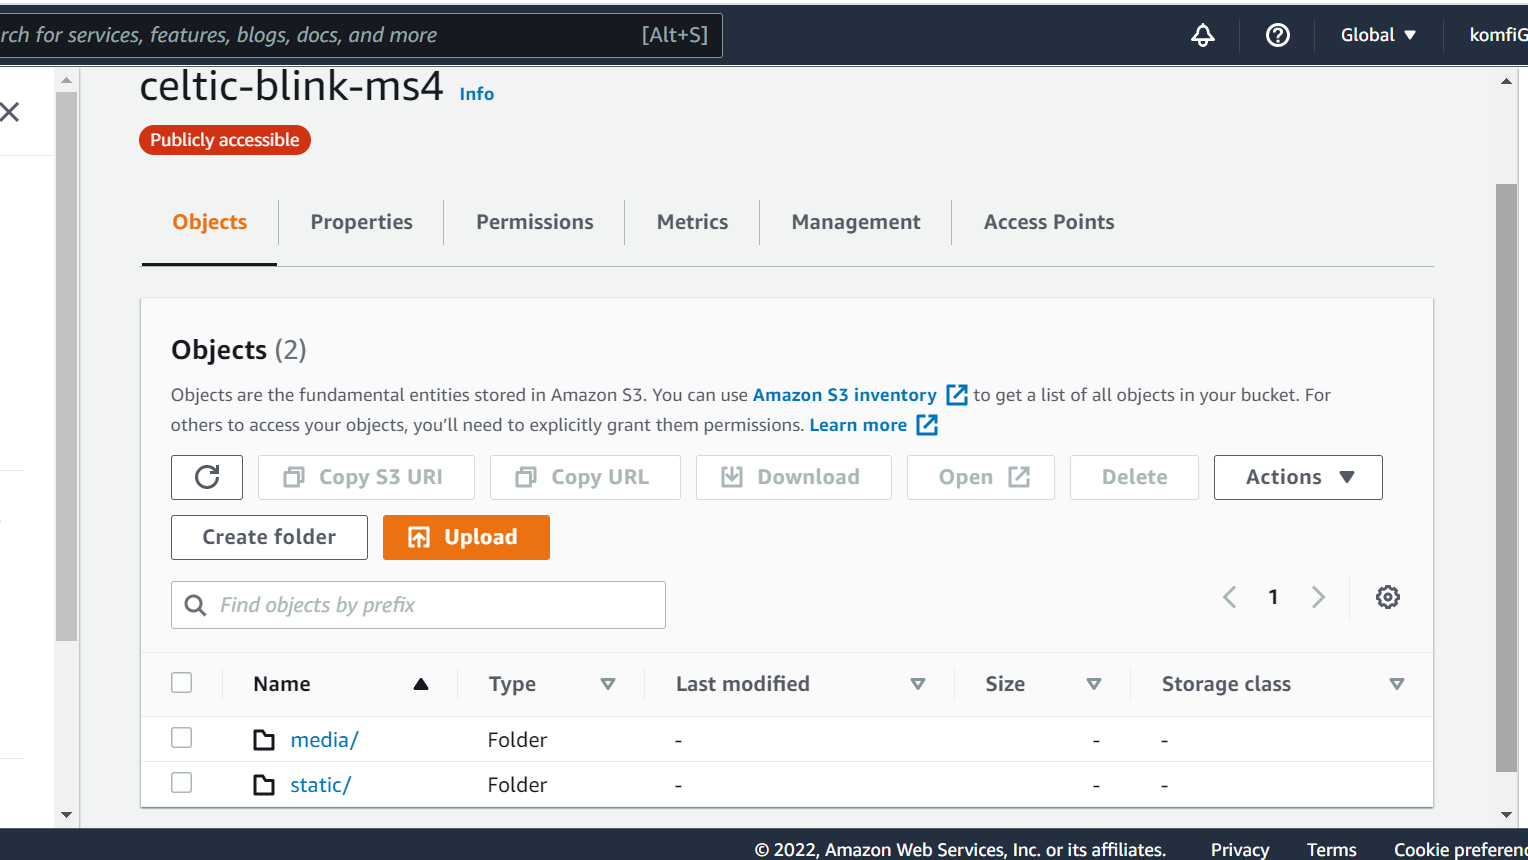 rch for services, features, blogs, docs, and more [Alt+S] Global ▼ komfiG
celtic-blink-ms4 Info
Publicly accessible
Objects Properties Permissions Metrics Management Access Points
Objects (2)
Objects are the fundamental entities stored in Amazon S3. You can use Amazon S3 inventory to get a list of all objects in your bucket. For
others to access your objects, you’ll need to explicitly grant them permissions. Learn more
Copy S3 URI Copy URL Download Open Delete Actions ▼
Create folder Upload
Find objects by prefix 1
Name Type Last modified Size Storage class
media/ Folder - - -
static/ Folder - - -
© 2022, Amazon Web Services, Inc. or its affiliates. Privacy Terms Cookie preferenc